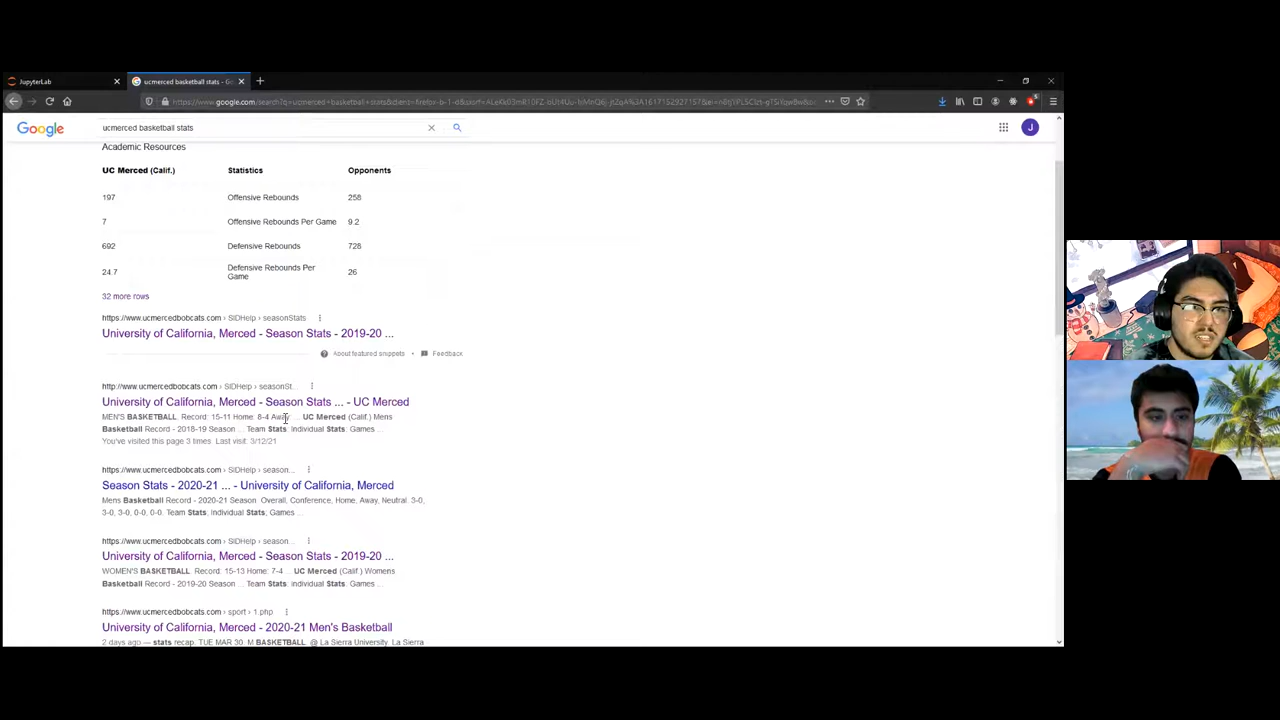 JupyterLab
ucmerced basketball stats - Go
Google
ucmerced basketball stats
J
Academic Resources
UC Merced (Calif.) Statistics Opponents
197 Offensive Rebounds 258
7 Offensive Rebounds Per Game 9.2
692 Defensive Rebounds 728
24.7 Defensive Rebounds Per Game 26
32 more rows
https://www.ucmercedbobcats.com › SIDHelp › seasonStats
University of California, Merced - Season Stats - 2019-20 ...
About featured snippets • Feedback
http://www.ucmercedbobcats.com › SIDHelp › seasonSt...
University of California, Merced - Season Stats ... - UC Merced
MEN'S BASKETBALL. Record: 15-11 Home: 8-4 Away: ... UC Merced (Calif.) Mens
Basketball Record - 2018-19 Season ... Team Stats; Individual Stats; Games ...
You've visited this page 3 times. Last visit: 3/12/21
https://www.ucmercedbobcats.com › SIDHelp › season...
Season Stats - 2020-21 ... - University of California, Merced
Mens Basketball Record - 2020-21 Season. Overall, Conference, Home, Away, Neutral. 3-0,
3-0, 3-0, 0-0, 0-0. Team Stats; Individual Stats; Games ...
https://www.ucmercedbobcats.com › SIDHelp › season...
University of California, Merced - Season Stats - 2019-20 ...
WOMEN'S BASKETBALL. Record: 15-13 Home: 7-4 ... UC Merced (Calif.) Womens
Basketball Record - 2019-20 Season ... Team Stats; Individual Stats; Games ...
https://www.ucmercedbobcats.com › sport › 1.php
University of California, Merced - 2020-21 Men's Basketball
2 days ago — stats recap. TUE MAR 30. M BASKETBALL. @ La Sierra University. La Sierra